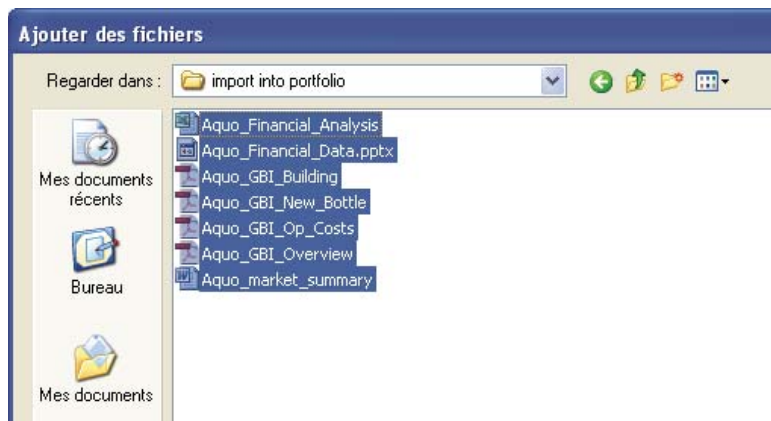 Ajouter des fichiers
Regarder dans :
import into portfolio
Mes documents
récents
Bureau
Mes documents
Aquo_Financial_Analysis
Aquo_Financial_Data.pptx
Aquo_GBI_Building
Aquo_GBI_New_Bottle
Aquo_GBI_Op_Costs
Aquo_GBI_Overview
Aquo_market_summary